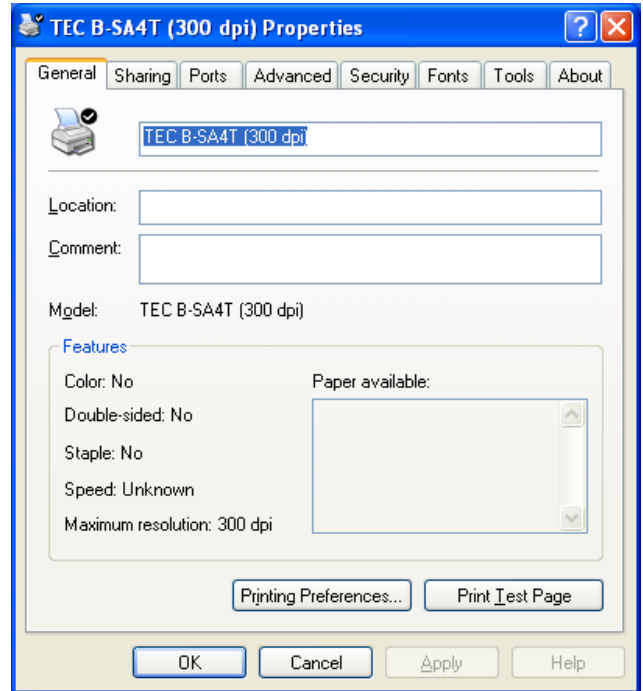 TEC B-SA4T (300 dpi) Properties
General Sharing Ports Advanced Security Fonts Tools About
TEC B-SA4T (300 dpi)
Location:
Comment:
Model: TEC B-SA4T (300 dpi)
Features
Color: No Paper available:
Double-sided: No
Staple: No
Speed: Unknown
Maximum resolution: 300 dpi
Printing Preferences... Print Test Page
OK Cancel Apply Help